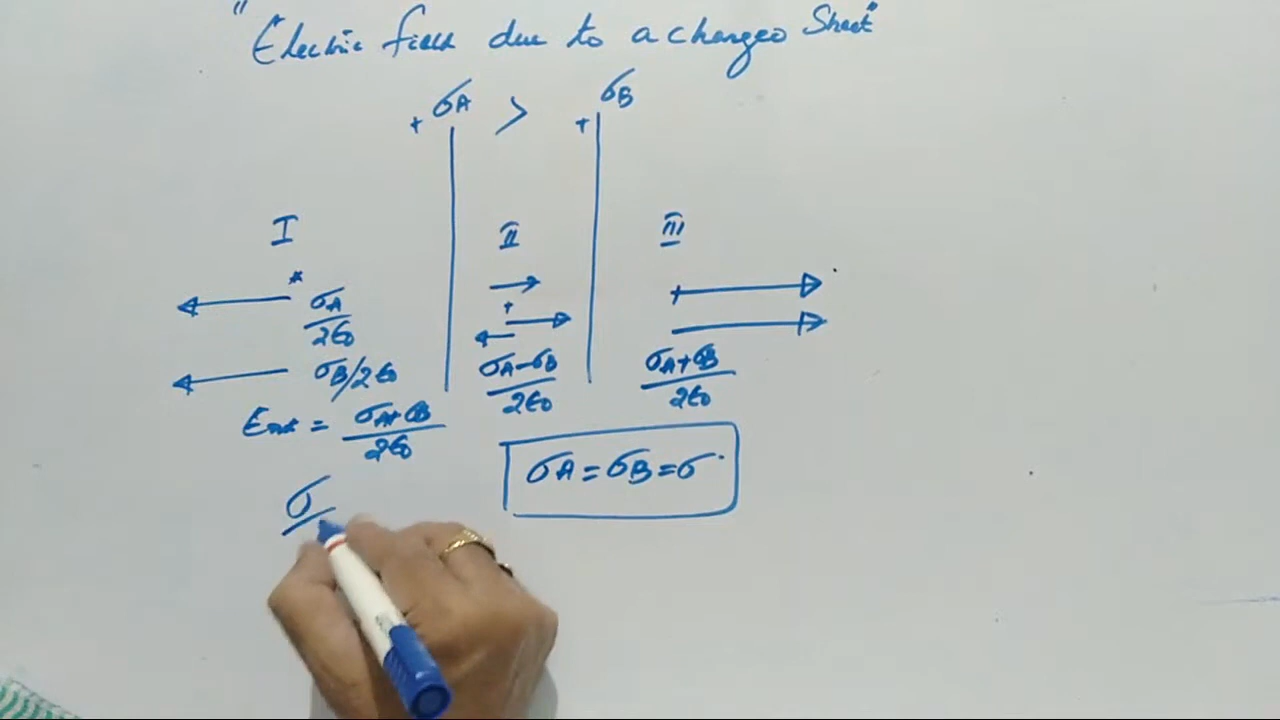 "Electric field due to a charged Sheet"
+ σA > + σB
I II III
σA/2ε0
σB/2ε0 σA-σB/2ε0 σA+σB/2ε0
Enet = σA+σB/2ε0
σA = σB = σ
σ